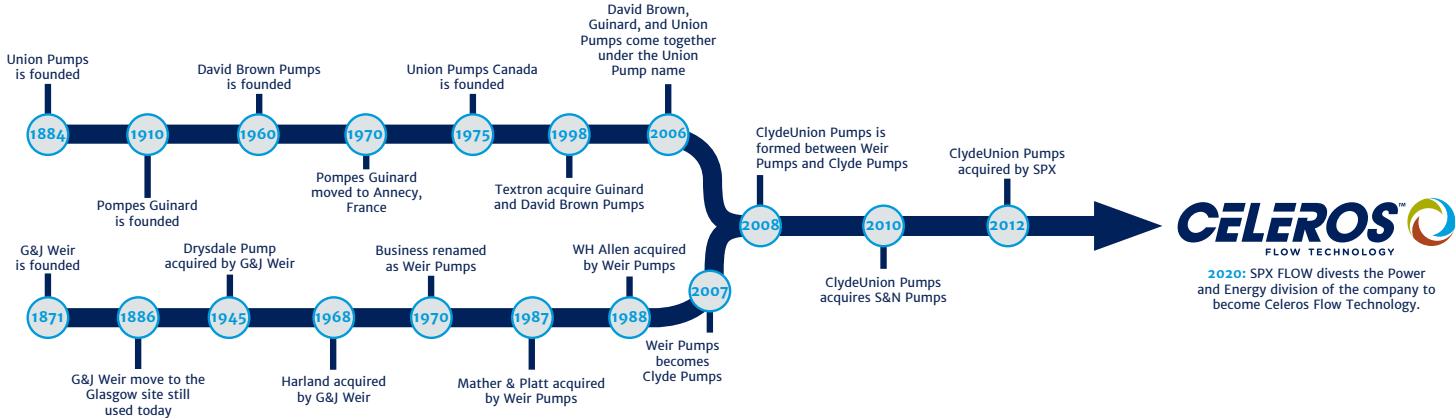 Union Pumps
is founded
David Brown Pumps
is founded
Union Pumps Canada
is founded
David Brown,
Guinard, and Union
Pumps come together
under the Union
Pump name
1884
1910
1960
1970
1975
1998
2006
Pompes Guinard
is founded
Pompes Guinard
moved to Annecy,
France
Textron acquire Guinard
and David Brown Pumps
G&J Weir
is founded
Drysdale Pump
acquired by G&J Weir
Business renamed
as Weir Pumps
WH Allen acquired
by Weir Pumps
1871
1886
1945
1968
1970
1987
1988
2007
G&J Weir move to the
Glasgow site still
used today
Harland acquired
by G&J Weir
Mather & Platt acquired
by Weir Pumps
Weir Pumps
becomes
Clyde Pumps
ClydeUnion Pumps is
formed between Weir
Pumps and Clyde Pumps
ClydeUnion Pumps
acquired by SPX
2008
2010
2012
ClydeUnion Pumps
acquires S&N Pumps
CELEROS™
FLOW TECHNOLOGY
2020: SPX FLOW divests the Power
and Energy division of the company to
become Celeros Flow Technology.